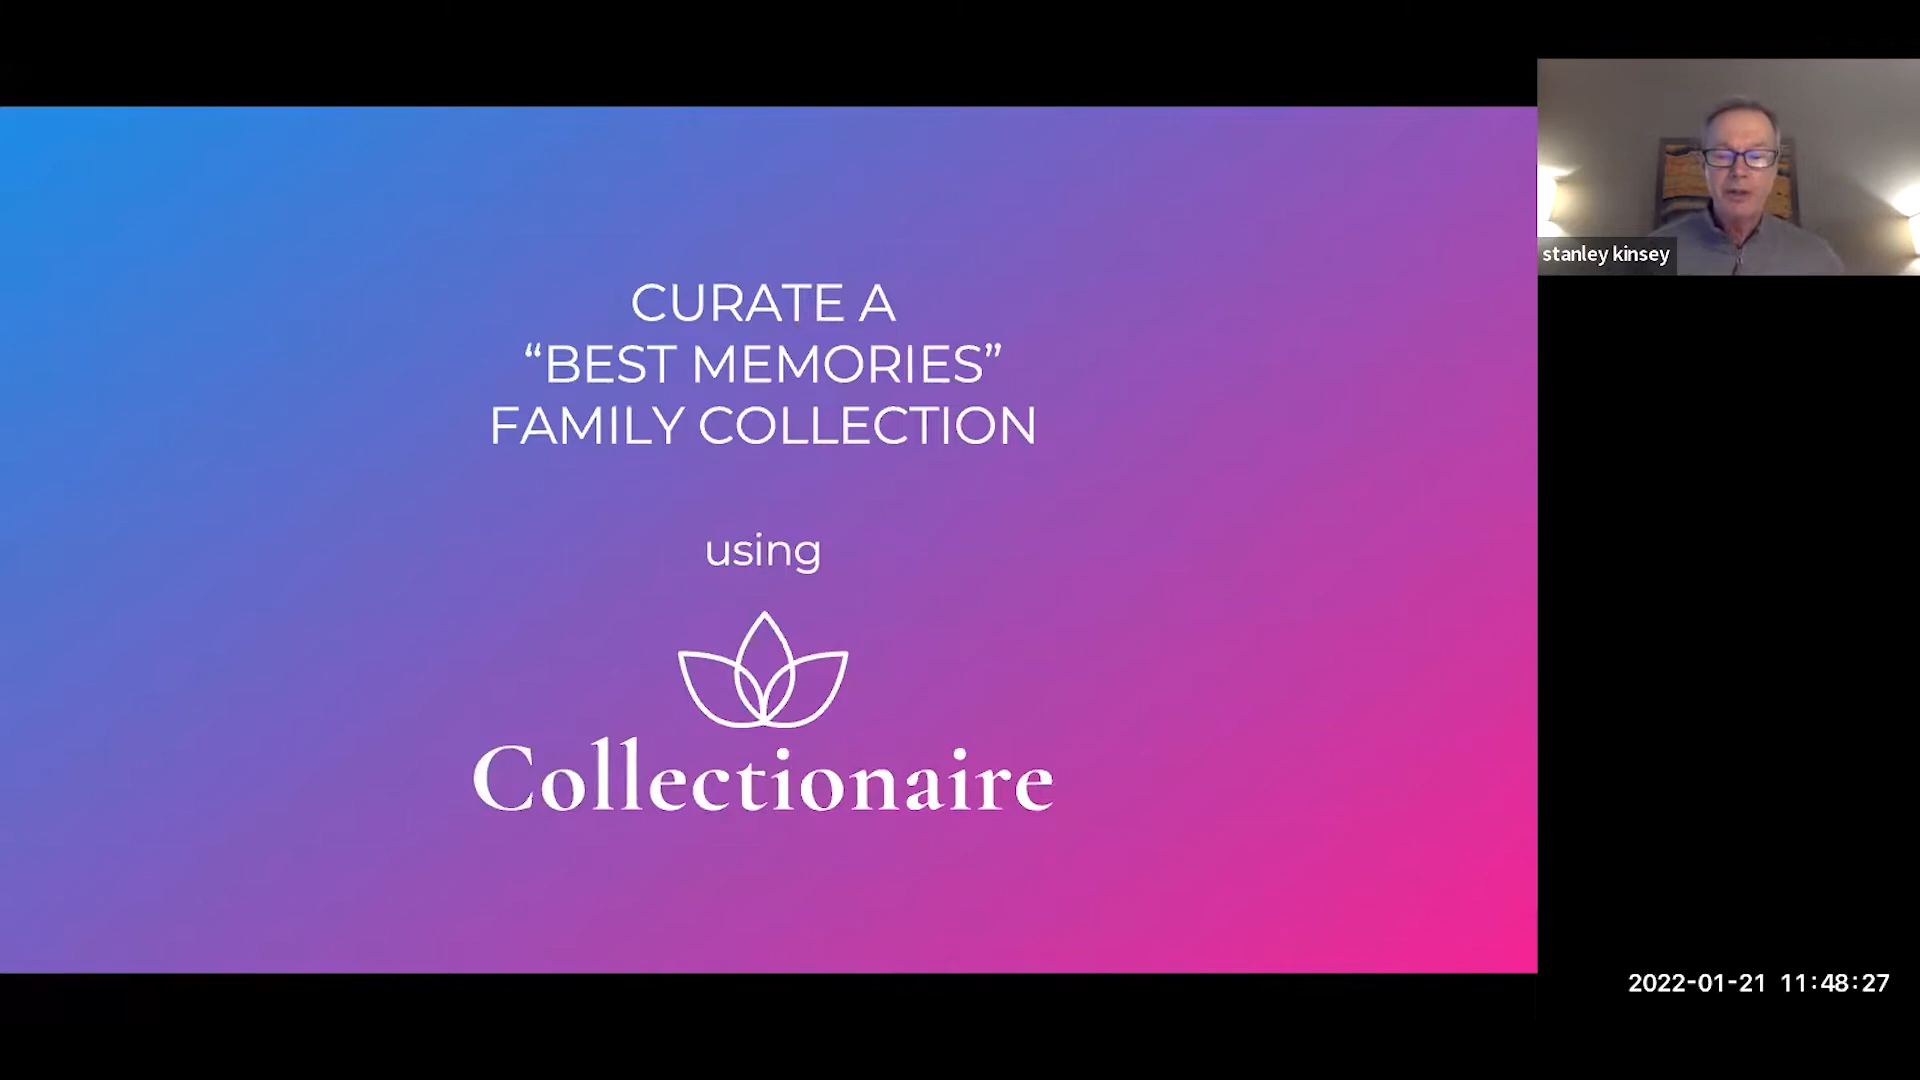 CURATE A
“BEST MEMORIES”
FAMILY COLLECTION
using
Collectionaire
stanley kinsey
2022-01-21 11:48:27